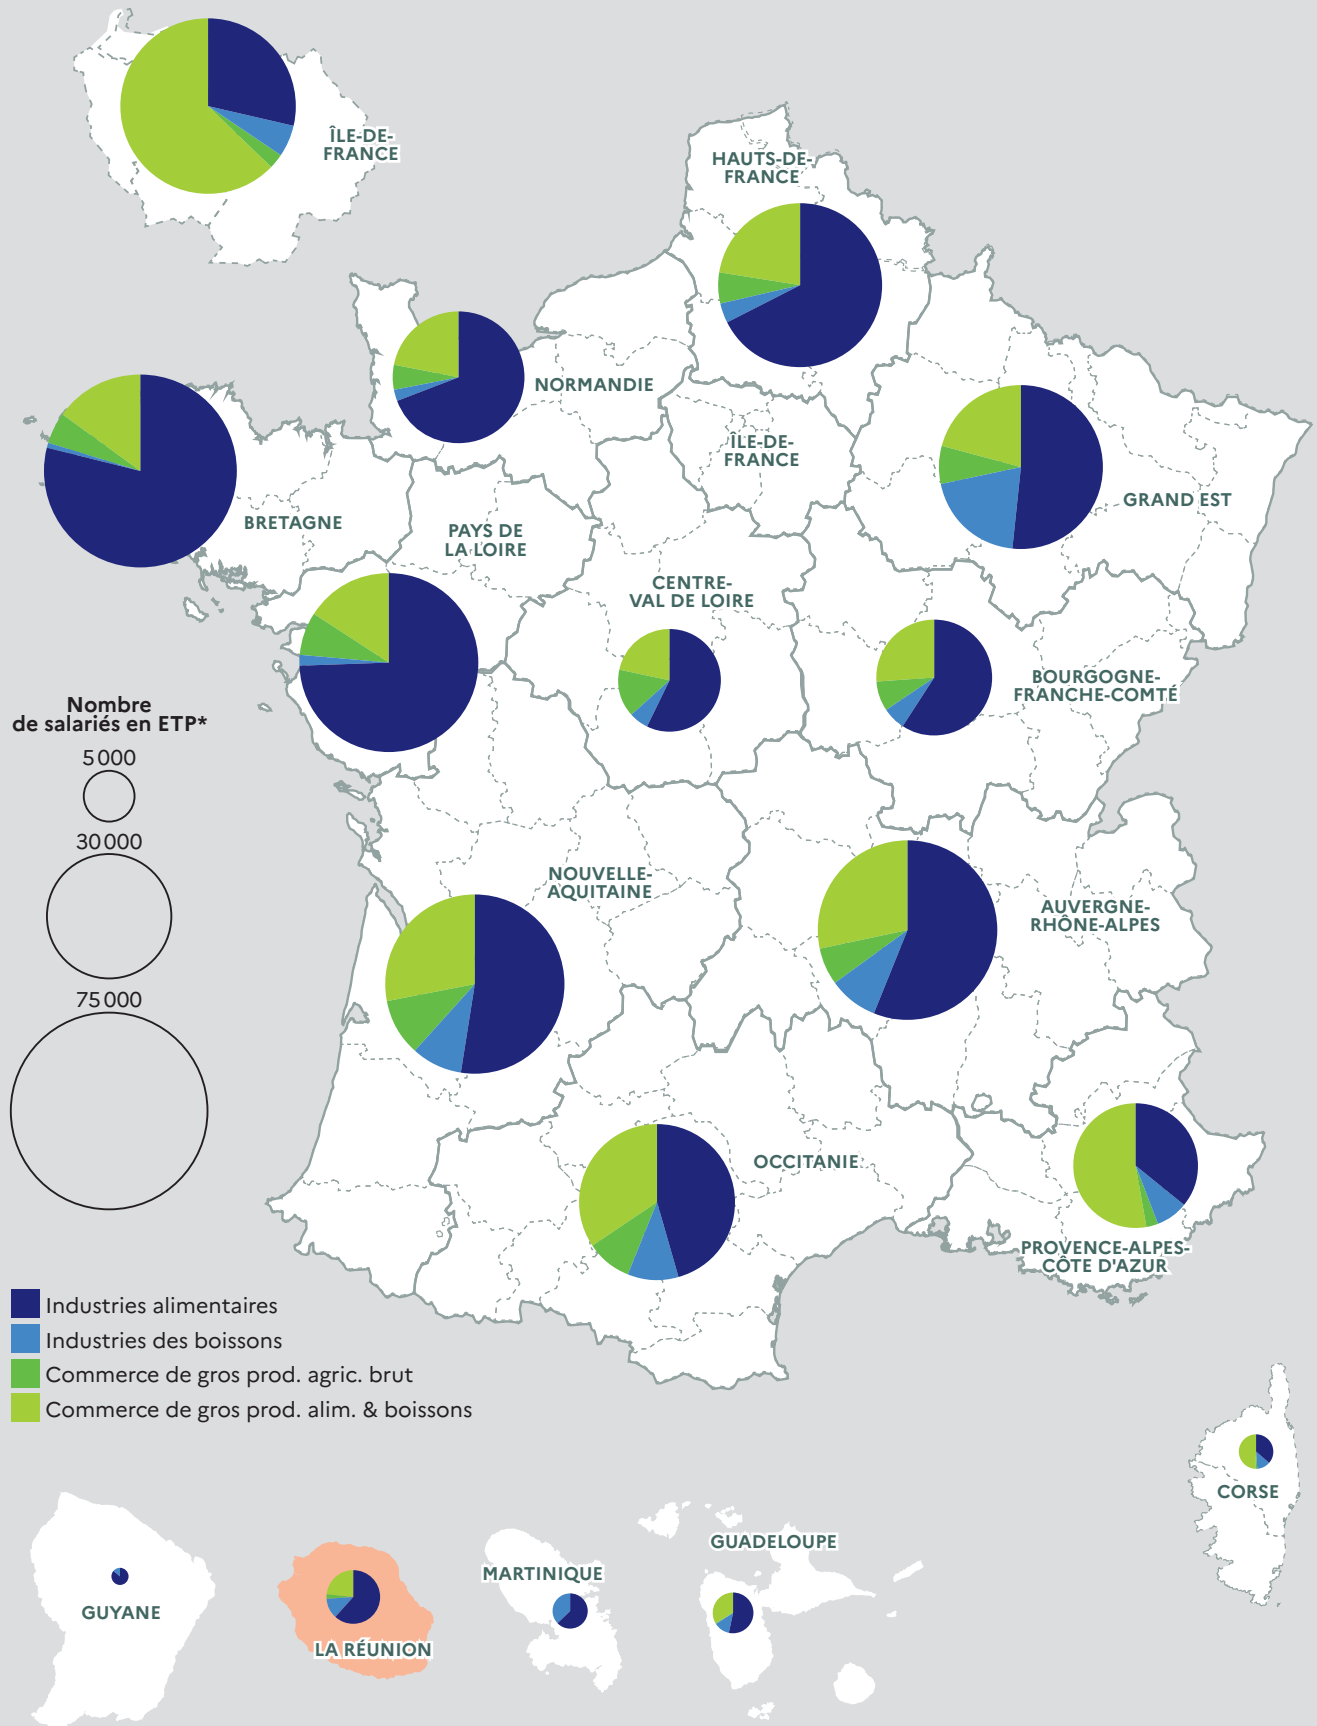 ÎLE-DE-
FRANCE
HAUTS-DE-
FRANCE
NORMANDIE
ÎLE-DE-
FRANCE
GRAND EST
BRETAGNE
PAYS DE
LA LOIRE
CENTRE-
VAL DE LOIRE
BOURGOGNE-
FRANCHE-COMTÉ
Nombre
de salariés en ETP*
5 000
30 000
75 000
NOUVELLE-
AQUITAINE
AUVERGNE-
RHÔNE-ALPES
OCCITANIE
PROVENCE-ALPES-
CÔTE D'AZUR
Industries alimentaires
Industries des boissons
Commerce de gros prod. agric. brut
Commerce de gros prod. alim. & boissons
CORSE
GUYANE
LA RÉUNION
MARTINIQUE
GUADELOUPE